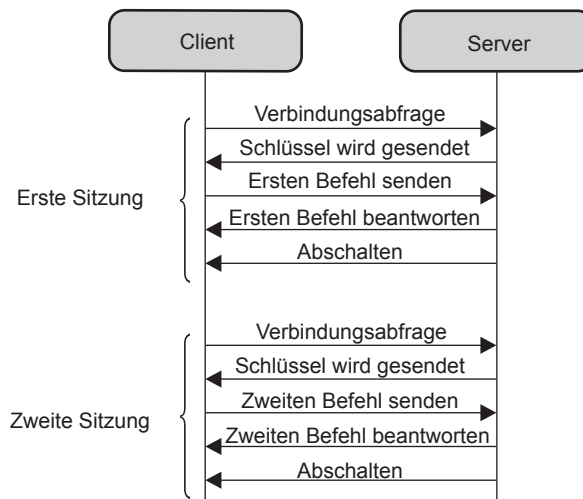 Client
Server
Verbindungsabfrage
Schlüssel wird gesendet
Ersten Befehl senden
Erste Sitzung
Ersten Befehl beantworten
Abschalten
Verbindungsabfrage
Schlüssel wird gesendet
Zweiten Befehl senden
Zweite Sitzung
Zweiten Befehl beantworten
Abschalten